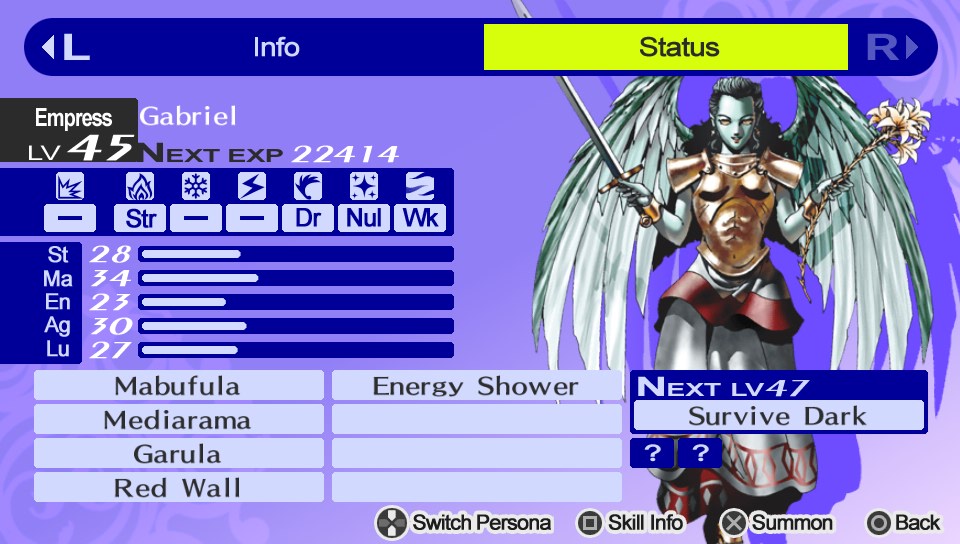 L Info Status R
Empress Gabriel
LV 45 NEXT EXP 22414
— Str — — Dr Nul Wk
St 28
Ma 34
En 23
Ag 30
Lu 27
Mabufula Energy Shower NEXT LV47
Mediarama Survive Dark
Garula ? ?
Red Wall
Switch Persona Skill Info Summon Back